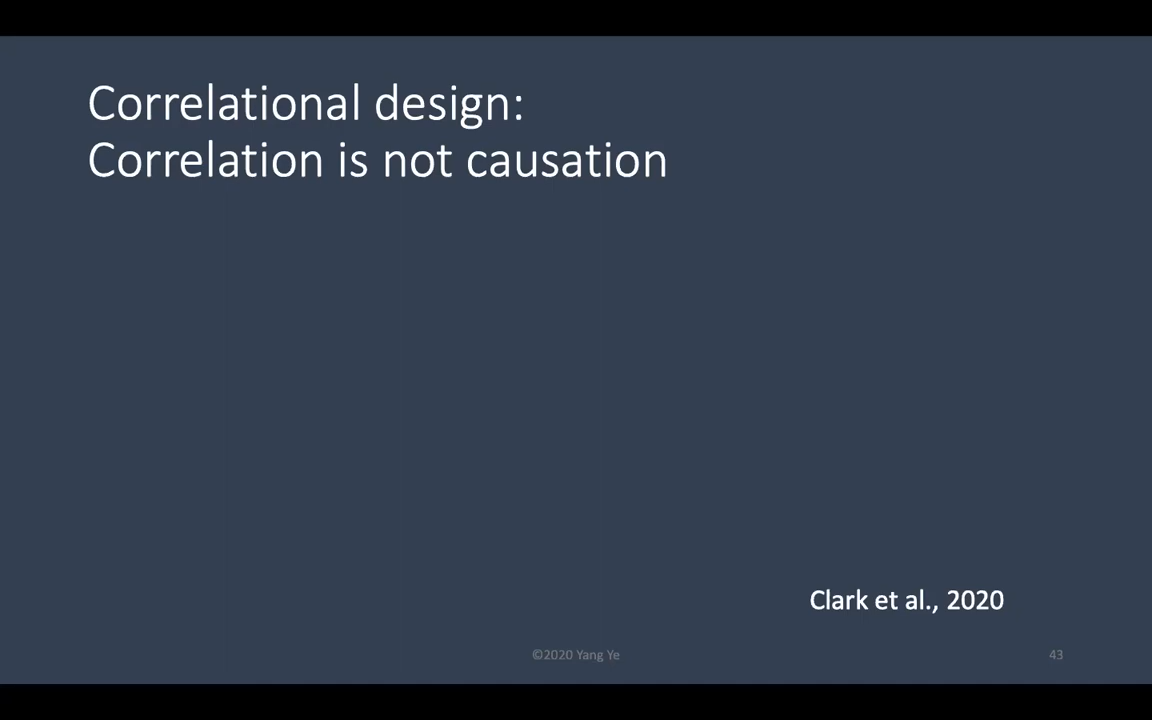 Correlational design:
Correlation is not causation
Clark et al., 2020
©2020 Yang Ye
43